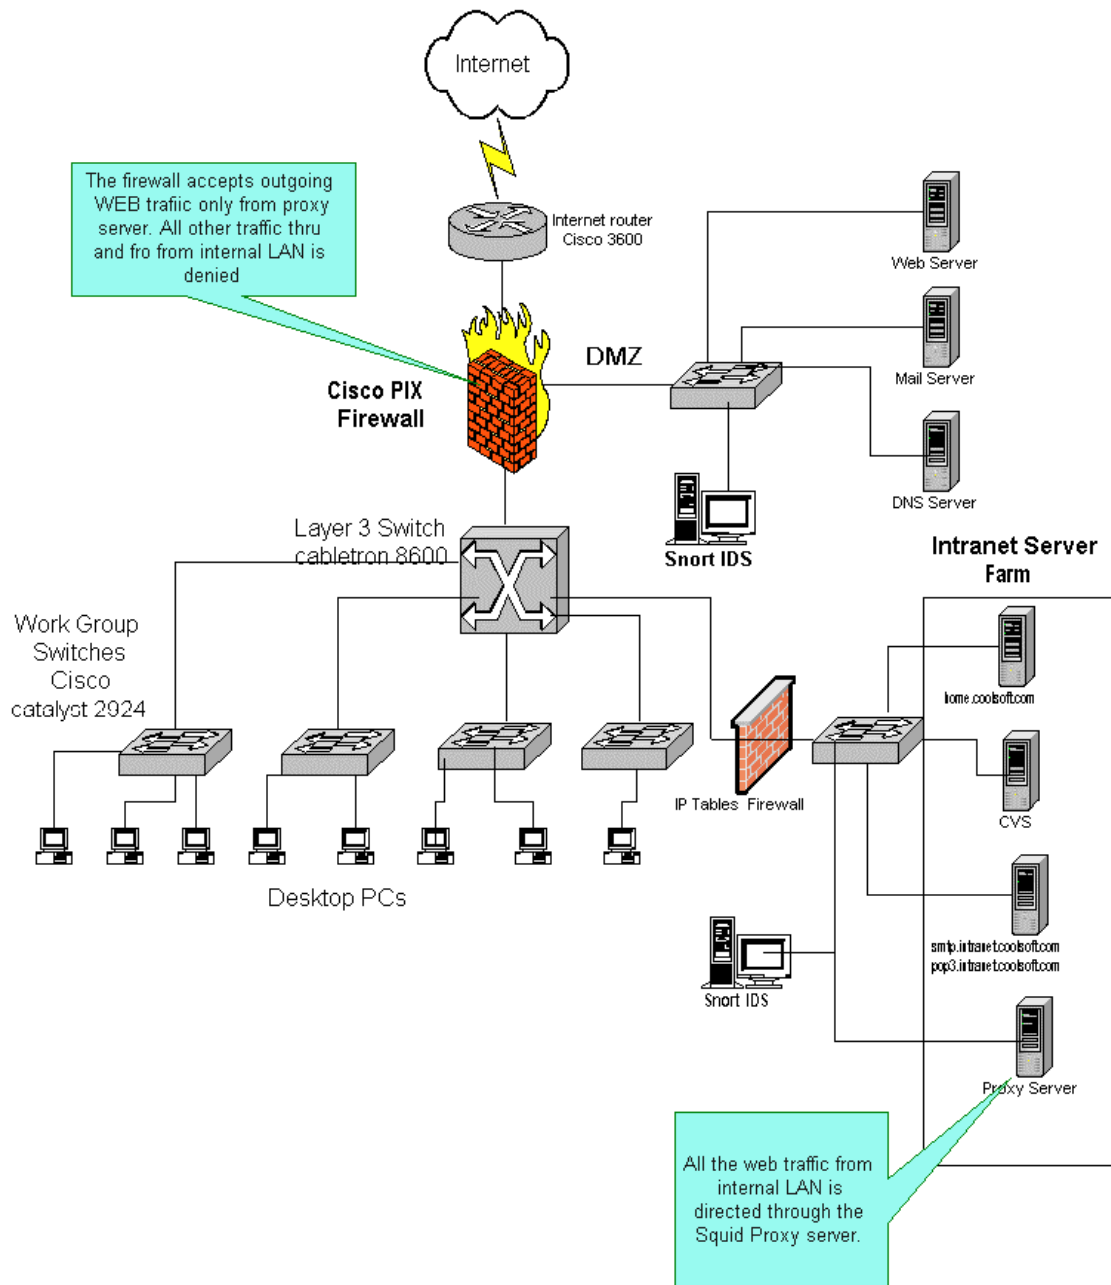 Internet
The firewall accepts outgoing
WEB trafiic only from proxy
server. All other traffic thru
and fro from internal LAN is
denied
Internet router
Cisco 3600
Web Server
DMZ
Mail Server
Cisco PIX
Firewall
DNS Server
Snort IDS
Layer 3 Switch
cabletron 8600
Intranet Server
Farm
Work Group
Switches
Cisco
catalyst 2924
home.coolsoft.com
IP Tables Firewall
CVS
Desktop PCs
smtp.intranet.coolsoft.com
pop3.intranet.coolsoft.com
Snort IDS
Proxy Server
All the web traffic from
internal LAN is
directed through the
Squid Proxy server.